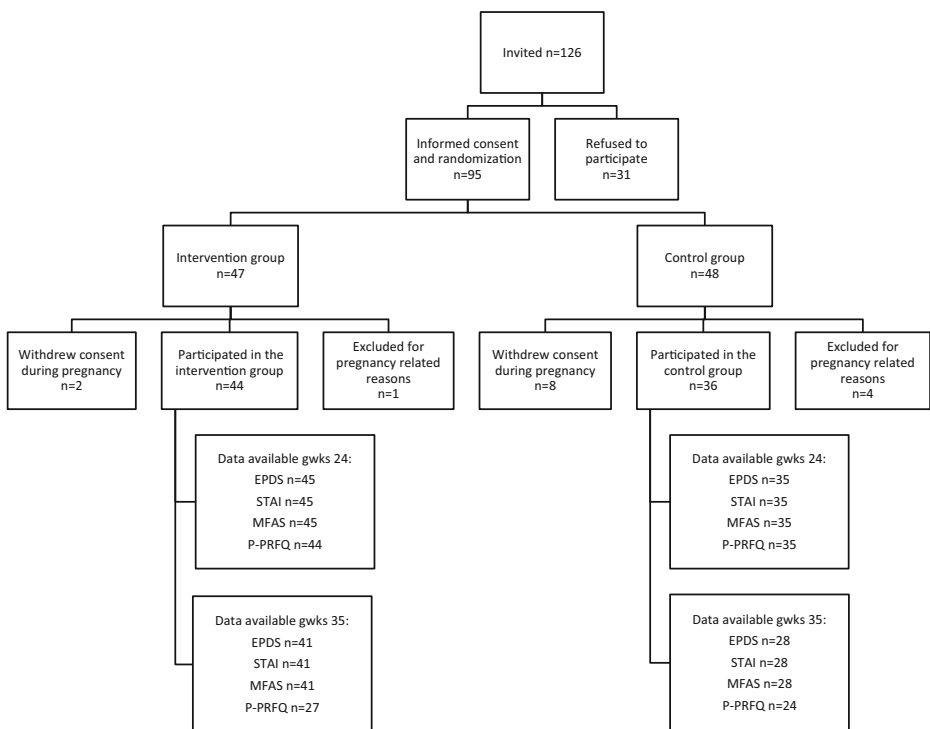 Invited n=126
Informed consent
and randomization
n=95
Refused to
participate
n=31
Intervention group
n=47
Control group
n=48
Withdrew consent
during pregnancy
n=2
Participated in the
intervention group
n=44
Excluded for
pregnancy related
reasons
n=1
Withdrew consent
during pregnancy
n=8
Participated in the
control group
n=36
Excluded for
pregnancy related
reasons
n=4
Data available gwks 24:
EPDS n=45
STAI n=45
MFAS n=45
P-PRFQ n=44
Data available gwks 24:
EPDS n=35
STAI n=35
MFAS n=35
P-PRFQ n=35
Data available gwks 35:
EPDS n=41
STAI n=41
MFAS n=41
P-PRFQ n=27
Data available gwks 35:
EPDS n=28
STAI n=28
MFAS n=28
P-PRFQ n=24